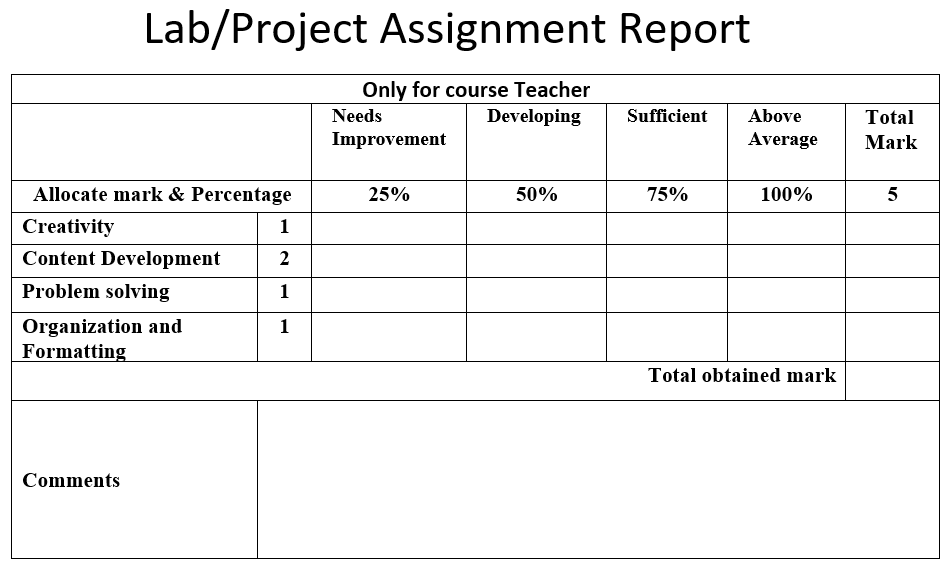 Lab/Project Assignment Report
Only for course Teacher
Needs Improvement Developing Sufficient Above Average Total Mark
Allocate mark & Percentage 25% 50% 75% 100% 5
Creativity 1
Content Development 2
Problem solving 1
Organization and 1
Formatting
Total obtained mark
Comments